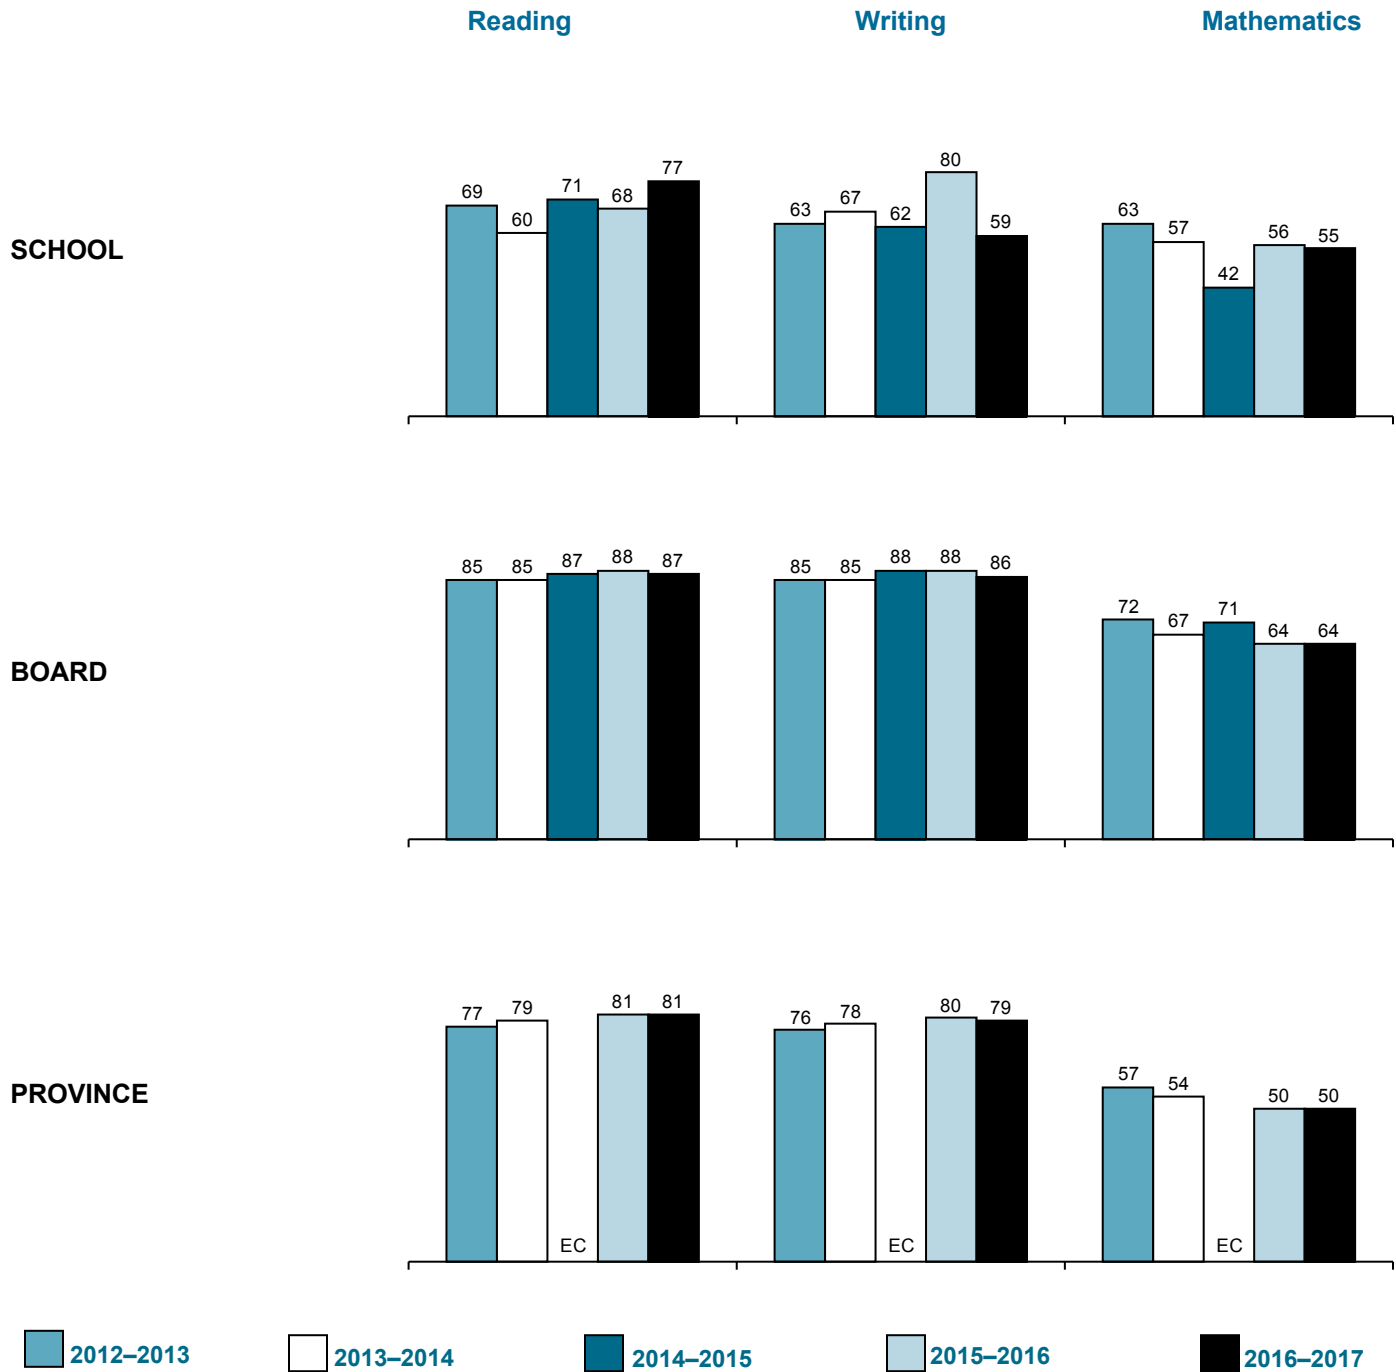 Reading Writing Mathematics
SCHOOL
69 60 71 68 77
63 67 62 80 59
63 57 42 56 55
BOARD
85 85 87 88 87
85 85 88 88 86
72 67 71 64 64
PROVINCE
77 79 EC 81 81
76 78 EC 80 79
57 54 EC 50 50
2012–2013 2013–2014 2014–2015 2015–2016 2016–2017